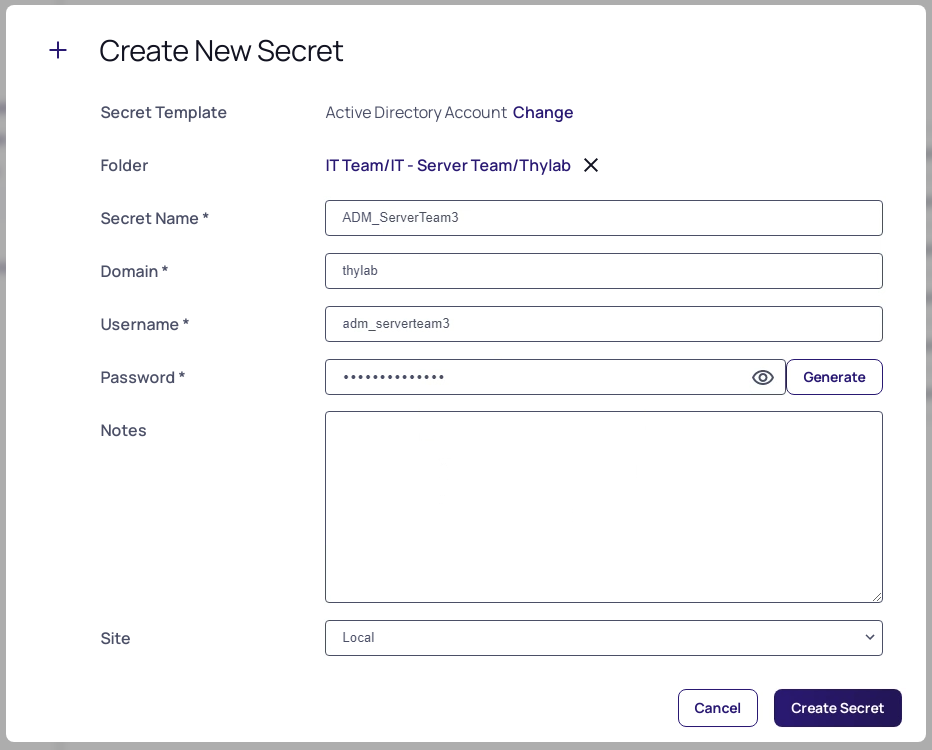 Create New Secret
Secret Template Active Directory Account Change
Folder IT Team/IT - Server Team/Thylab
Secret Name * ADM_ServerTeam3
Domain * thylab
Username * adm_serverteam3
Password * •••••••••••••• Generate
Notes
Site Local
Cancel Create Secret